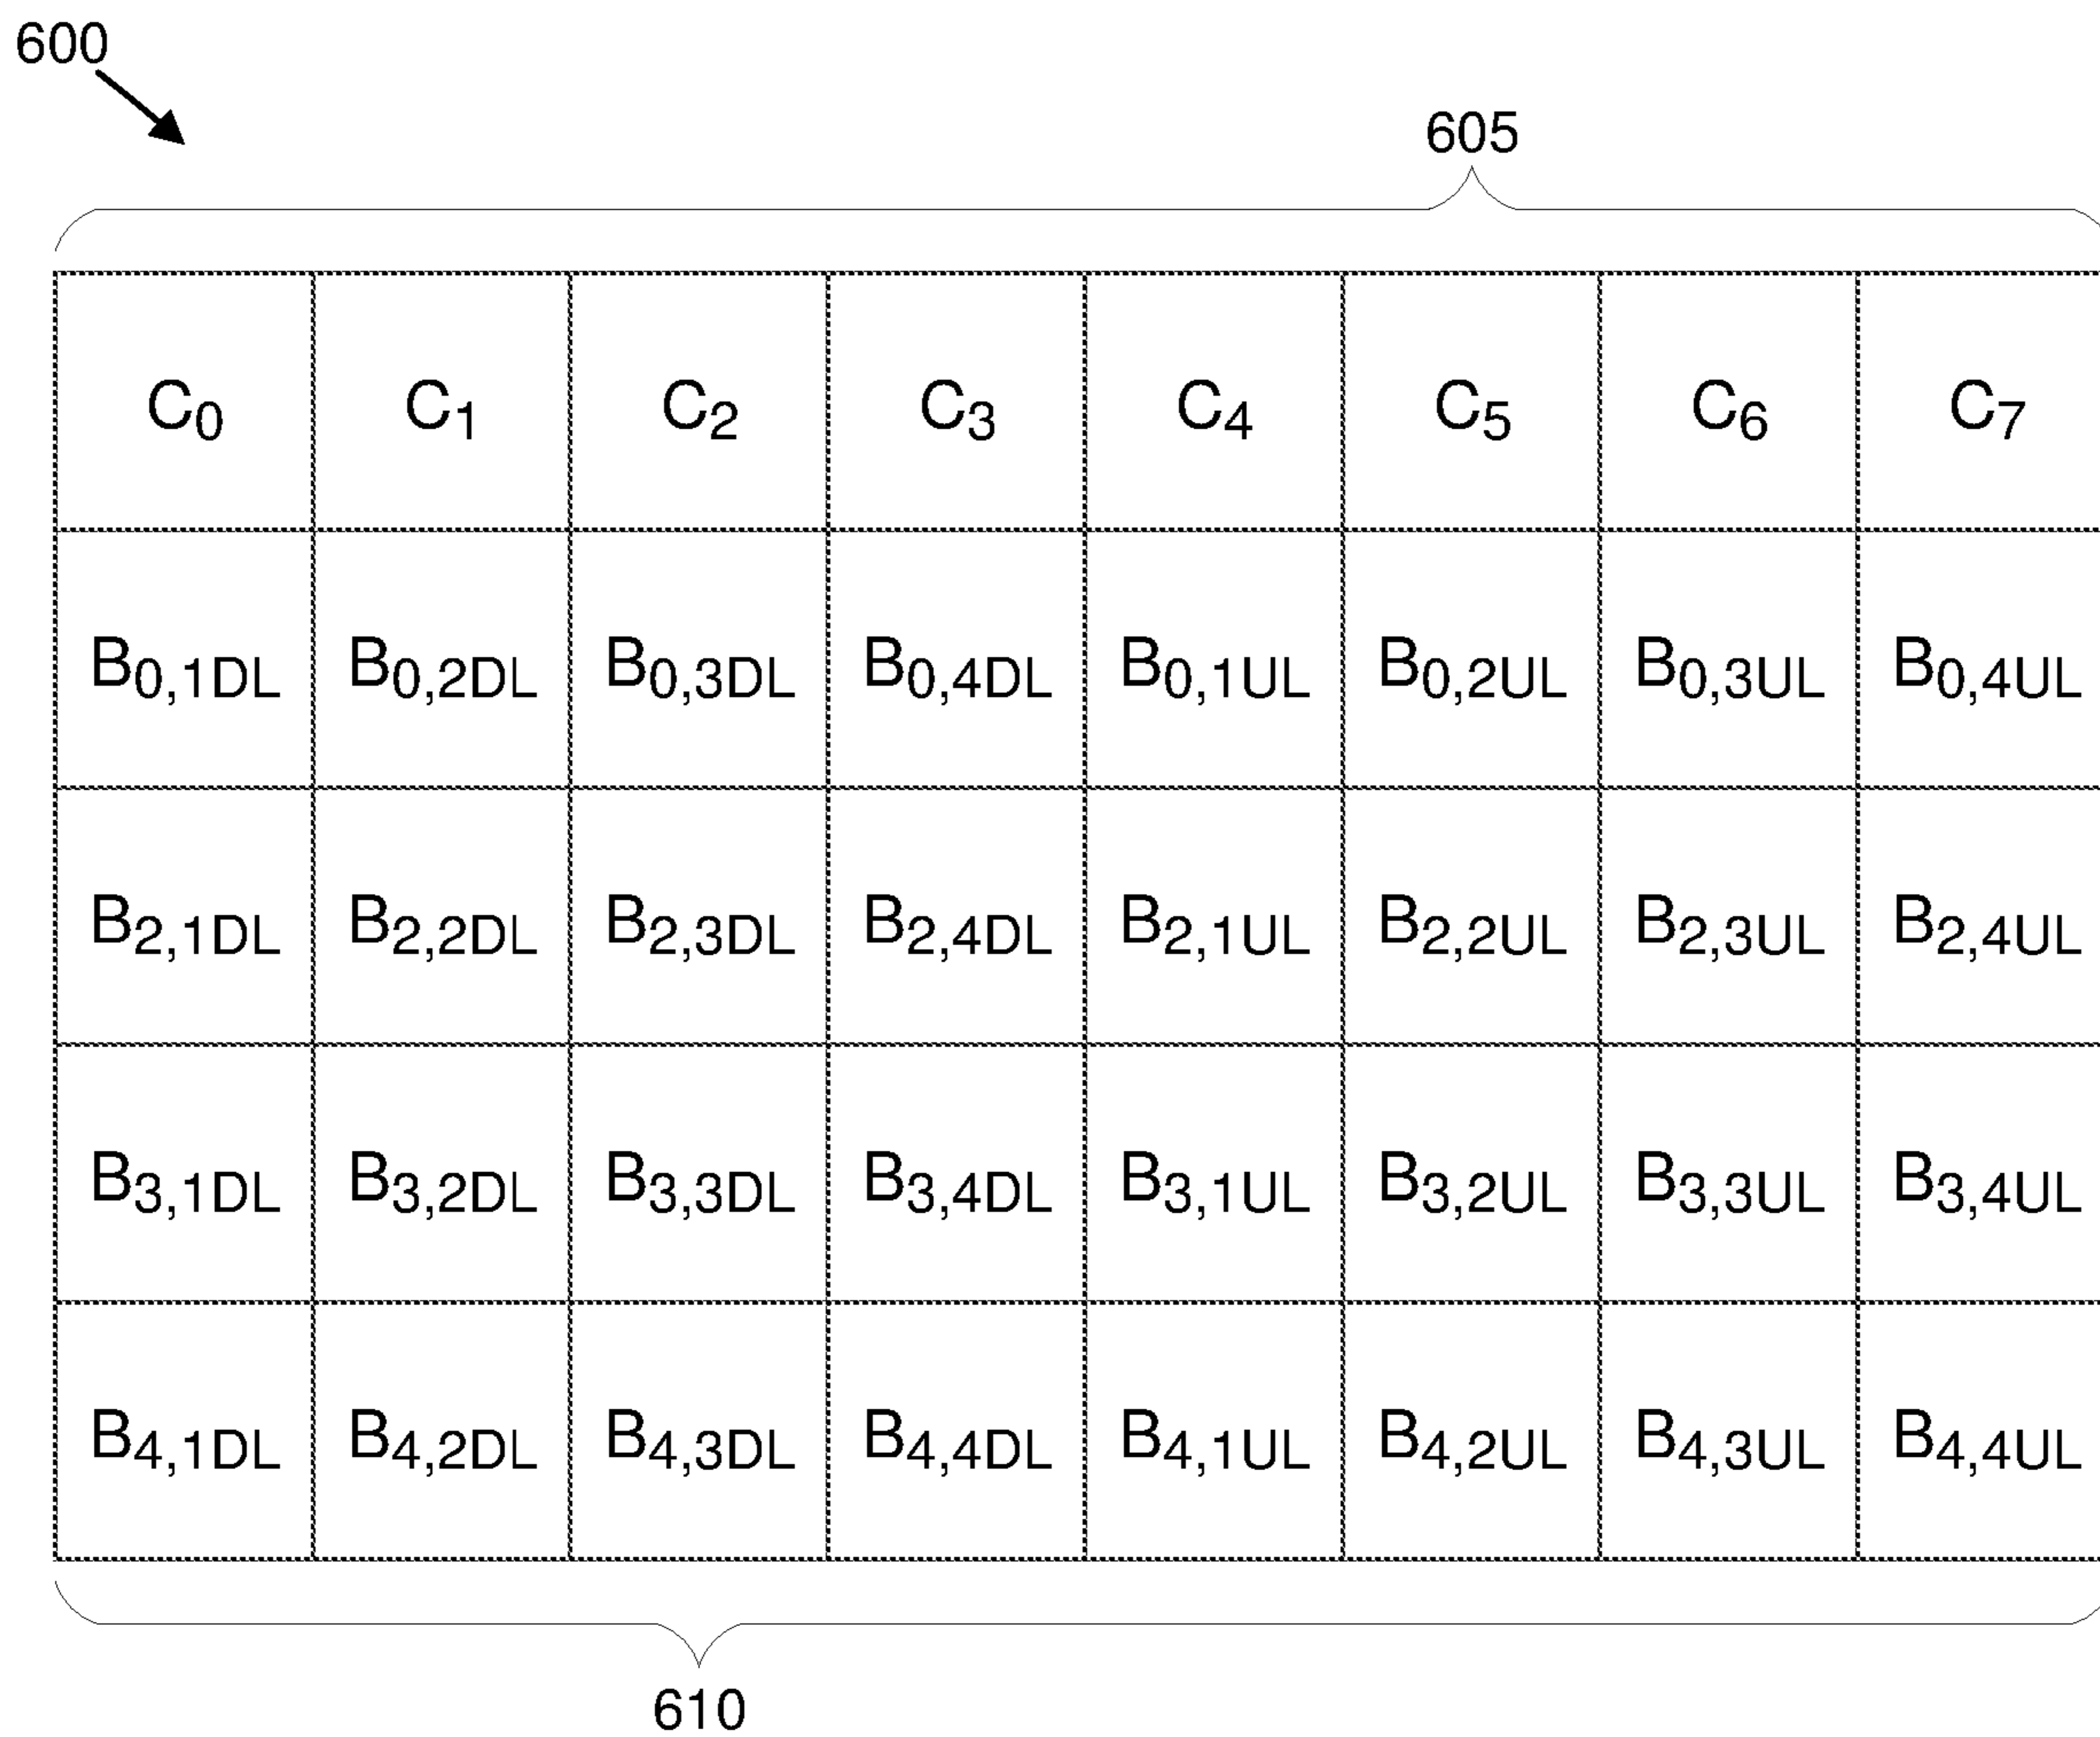 600
605
C0 C1 C2 C3 C4 C5 C6 C7
B0,1DL B0,2DL B0,3DL B0,4DL B0,1UL B0,2UL B0,3UL B0,4UL
B2,1DL B2,2DL B2,3DL B2,4DL B2,1UL B2,2UL B2,3UL B2,4UL
B3,1DL B3,2DL B3,3DL B3,4DL B3,1UL B3,2UL B3,3UL B3,4UL
B4,1DL B4,2DL B4,3DL B4,4DL B4,1UL B4,2UL B4,3UL B4,4UL
610